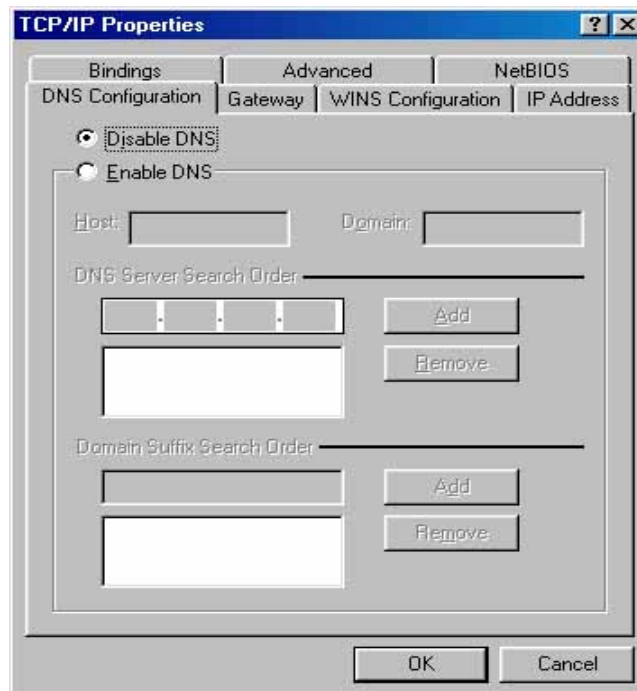 TCP/IP Properties
Bindings Advanced NetBIOS
DNS Configuration Gateway WINS Configuration IP Address
Disable DNS
Enable DNS
Host: Domain:
DNS Server Search Order
Add
Remove
Domain Suffix Search Order
Add
Remove
OK Cancel